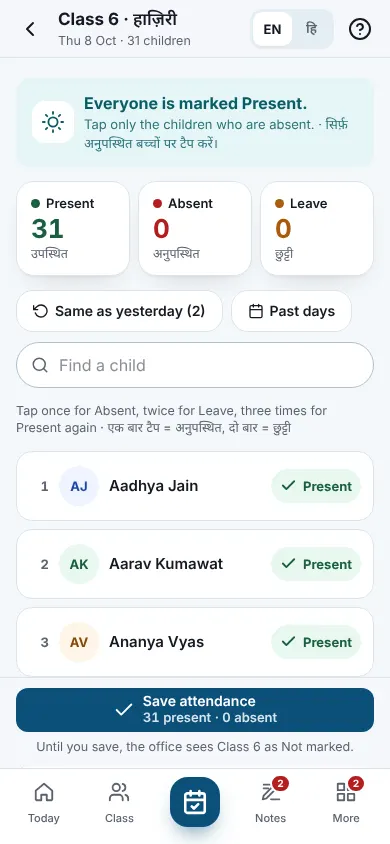 Class 6 · हाज़िरी
Thu 8 Oct · 31 children
EN
हि
Everyone is marked Present.
Tap only the children who are absent. · सिर्फ़
अनुपस्थित बच्चों पर टैप करें।
Present
31
उपस्थित
Absent
0
अनुपस्थित
Leave
0
छुट्टी
Same as yesterday (2)
Past days
Find a child
Tap once for Absent, twice for Leave, three times for
Present again · एक बार टैप = अनुपस्थित, दो बार = छुट्टी
1 AJ Aadhya Jain Present
2 AK Aarav Kumawat Present
3 AV Ananya Vyas Present
Save attendance
31 present · 0 absent
Until you save, the office sees Class 6 as Not marked.
Today
Class
2
Notes
2
More